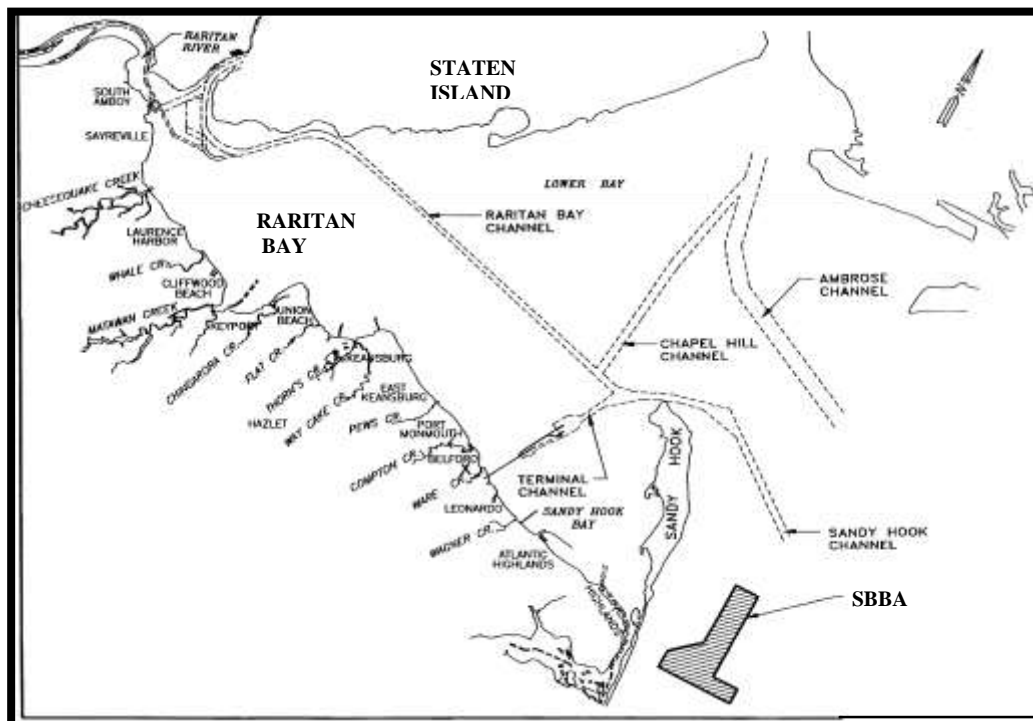 RARITAN
RIVER
STATEN
ISLAND
SOUTH
AMBOY
SAYREVILLE
N
CHEESEQUAKE CREEK
LOWER BAY
RARITAN BAY
CHANNEL
RARITAN
BAY
LAURENCE
HARBOR
WHALE CR.
CLIFFWOOD
BEACH
AMBROSE
CHANNEL
MATAWAN CREEK
KEYPORT
UNION
BEACH
CHINGARORA CR.
FLAT CR.
KEANSBURG
CHAPEL HILL
CHANNEL
THORN'S CR.
HAZLET
EAST
KEANSBURG
WAY CAKE CR.
PEWS CR.
PORT
MONMOUTH
COMPTON CR.
BELFORD
SANDY HOOK
WARE CR.
TERMINAL
CHANNEL
LEONARDO
SANDY HOOK
BAY
WAGNER CR.
SANDY HOOK
CHANNEL
ATLANTIC
HIGHLANDS
HIGHLANDS
SBBA